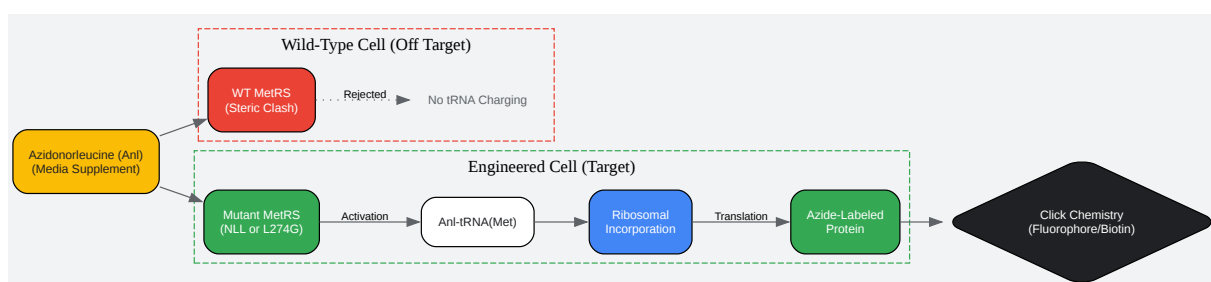 Wild-Type Cell (Off Target)
WT MetRS
(Steric Clash)
Rejected
No tRNA Charging
Azidonorleucine (Anl)
(Media Supplement)
Engineered Cell (Target)
Mutant MetRS
(NLL or L274G)
Activation
Anl-tRNA(Met)
Ribosomal
Incorporation
Translation
Azide-Labeled
Protein
Click Chemistry
(Fluorophore/Biotin)